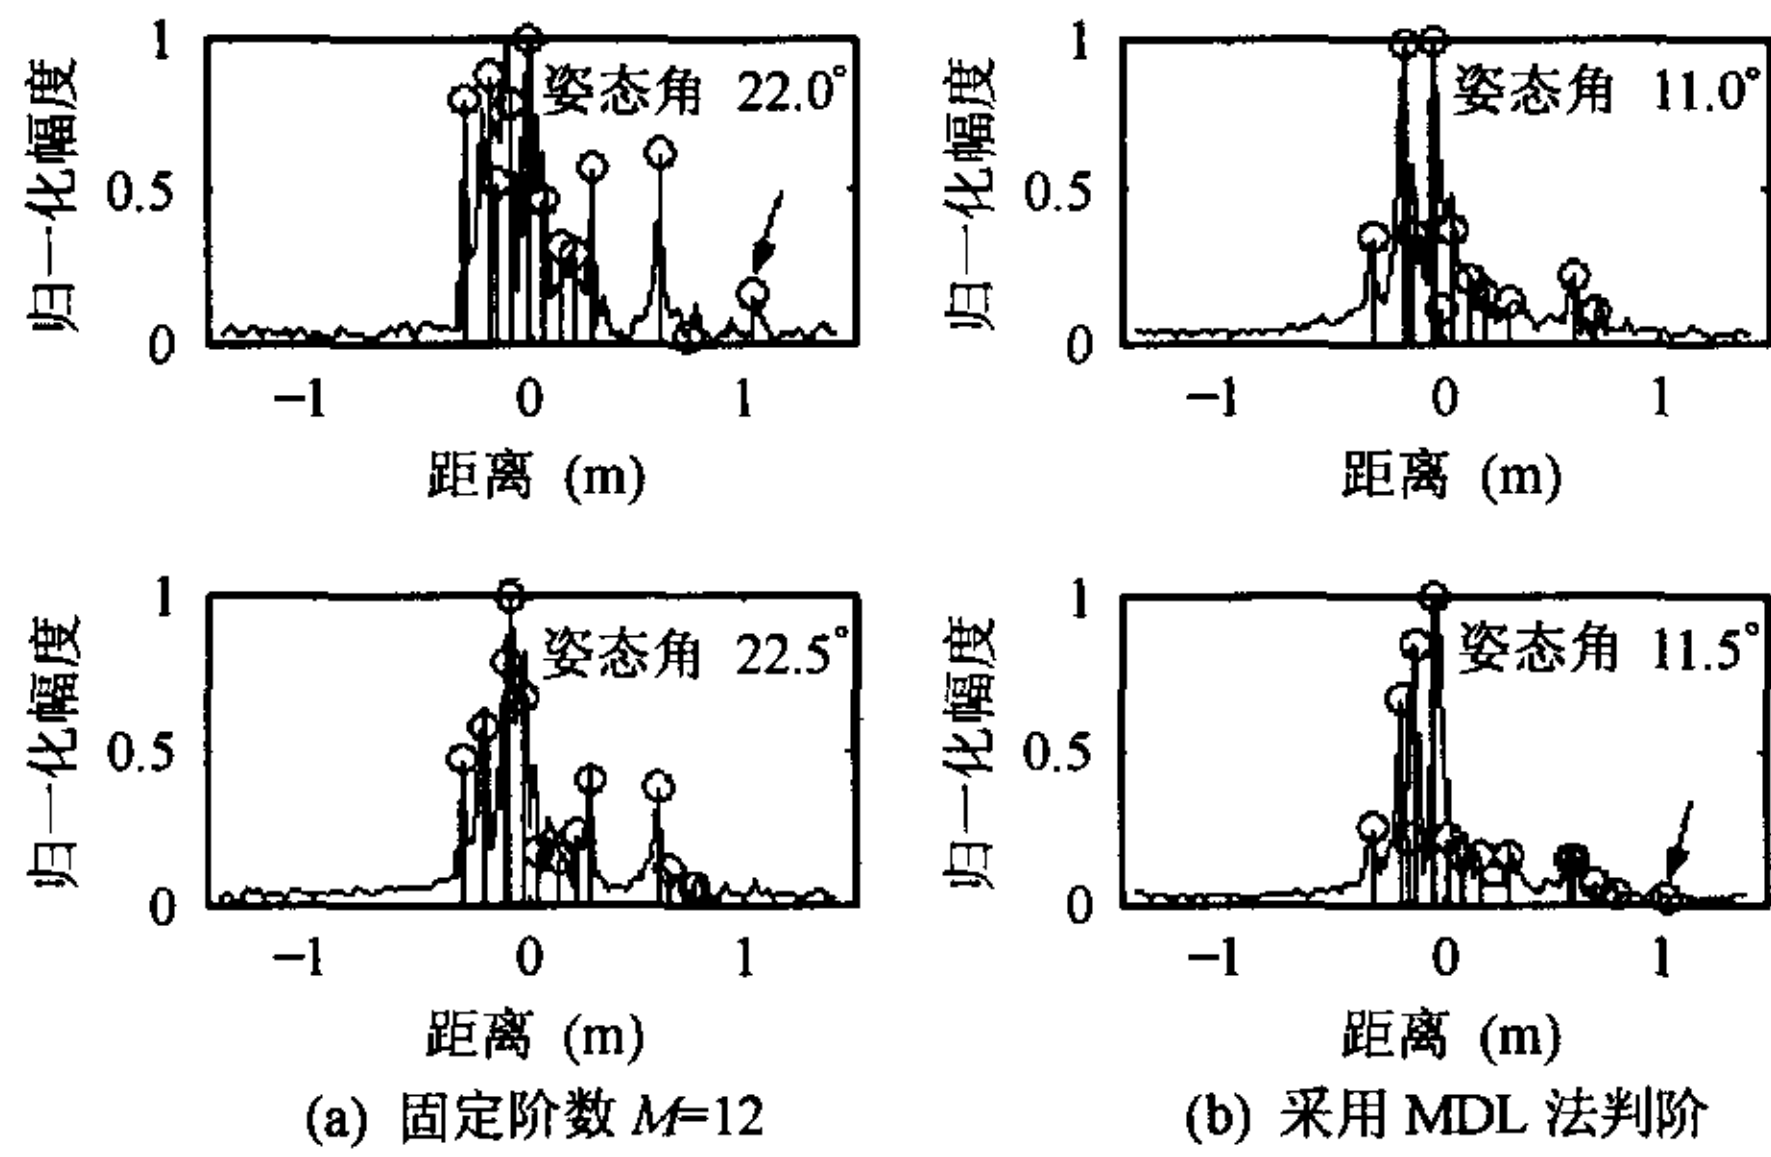 归一化幅度
1
0.5
0
姿态角 22.0°
−1 0 1
距离 (m)
归一化幅度
1
0.5
0
姿态角 11.0°
−1 0 1
距离 (m)
归一化幅度
1
0.5
0
姿态角 22.5°
−1 0 1
距离 (m)
(a) 固定阶数 M=12
归一化幅度
1
0.5
0
姿态角 11.5°
−1 0 1
距离 (m)
(b) 采用 MDL 法判阶